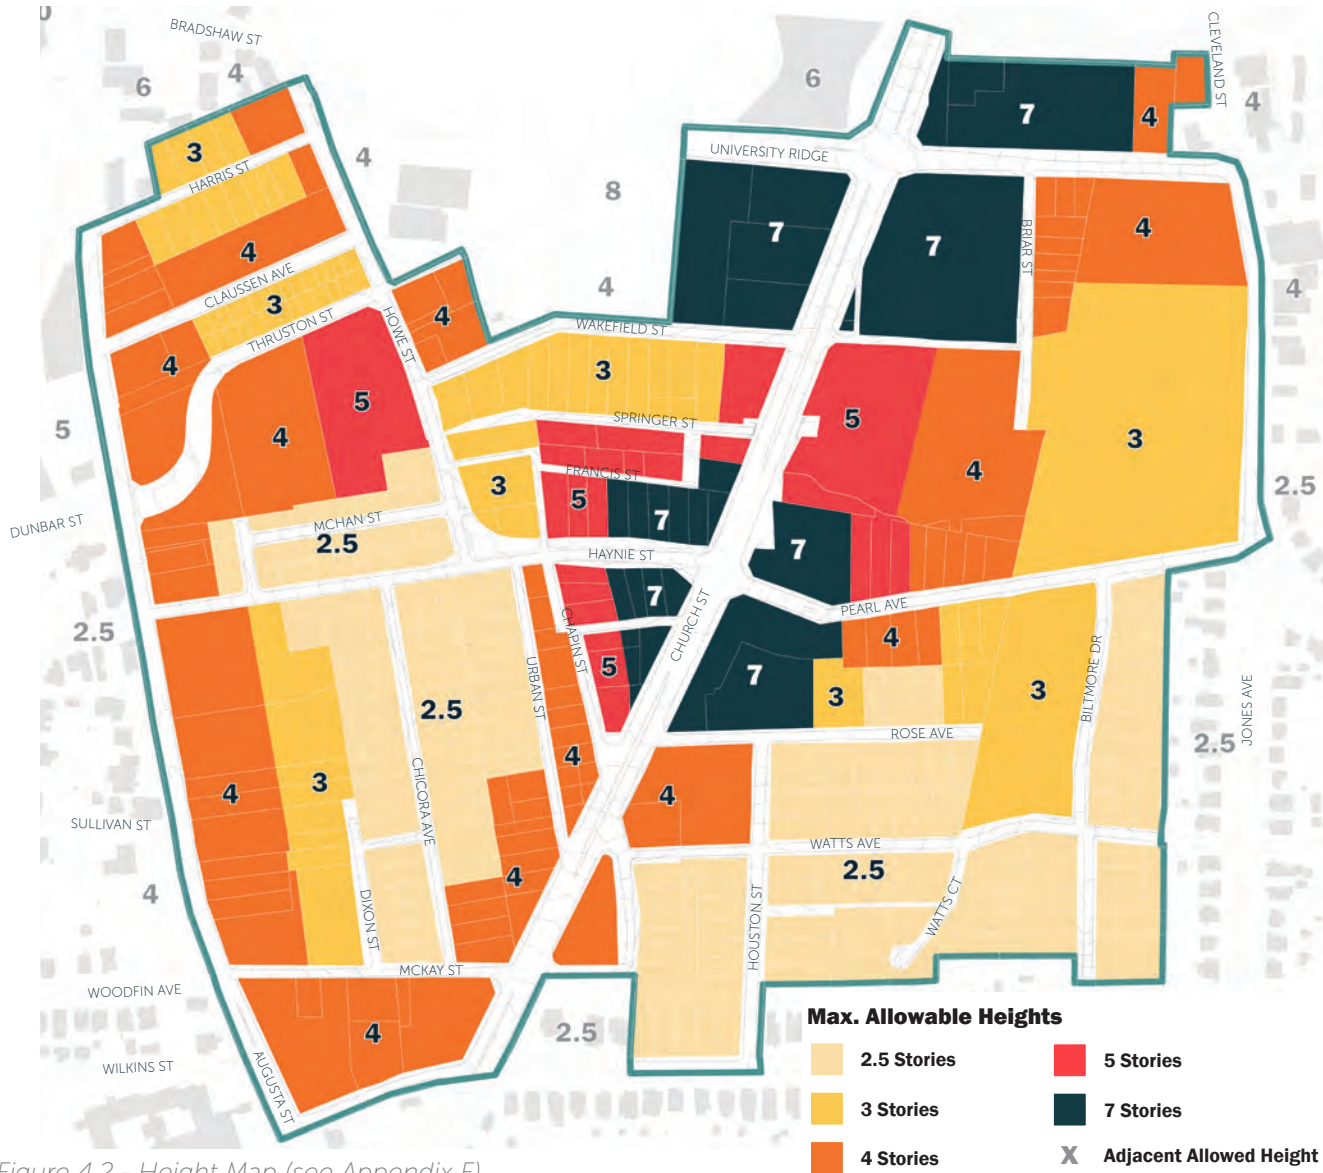 BRADSHAW ST
CLEVELAND ST
6
4
6
4
7
4
3
HARRIS ST
4
UNIVERSITY RIDGE
8
4
CLAUSSEN AVE
7
7
BRIAR ST
4
4
4
3
THRUSTON ST
HOWE ST
4
WAKEFIELD ST
4
3
5
4
5
SPRINGER ST
5
3
5
4
FRANCIS ST
4
3
5
7
2.5
DUNBAR ST
MCHAN ST
2.5
HAYNIE ST
7
7
PEARL AVE
2.5
CHAPIN ST
CHURCH ST
4
5
7
3
3
2.5
URBAN ST
BILTMORE DR
JONES AVE
ROSE AVE
2.5
4
3
4
4
CHICORA AVE
SULLIVAN ST
WATTS AVE
4
4
2.5
DIXON ST
HOUSTON ST
WATTS CT
MCKAY ST
WOODFIN AVE
4
2.5
WILKINS ST
AUGUSTA ST
Max. Allowable Heights
2.5 Stories
5 Stories
3 Stories
7 Stories
4 Stories
X Adjacent Allowed Height
Figure 4.2 - Height Map (see Appendix F)